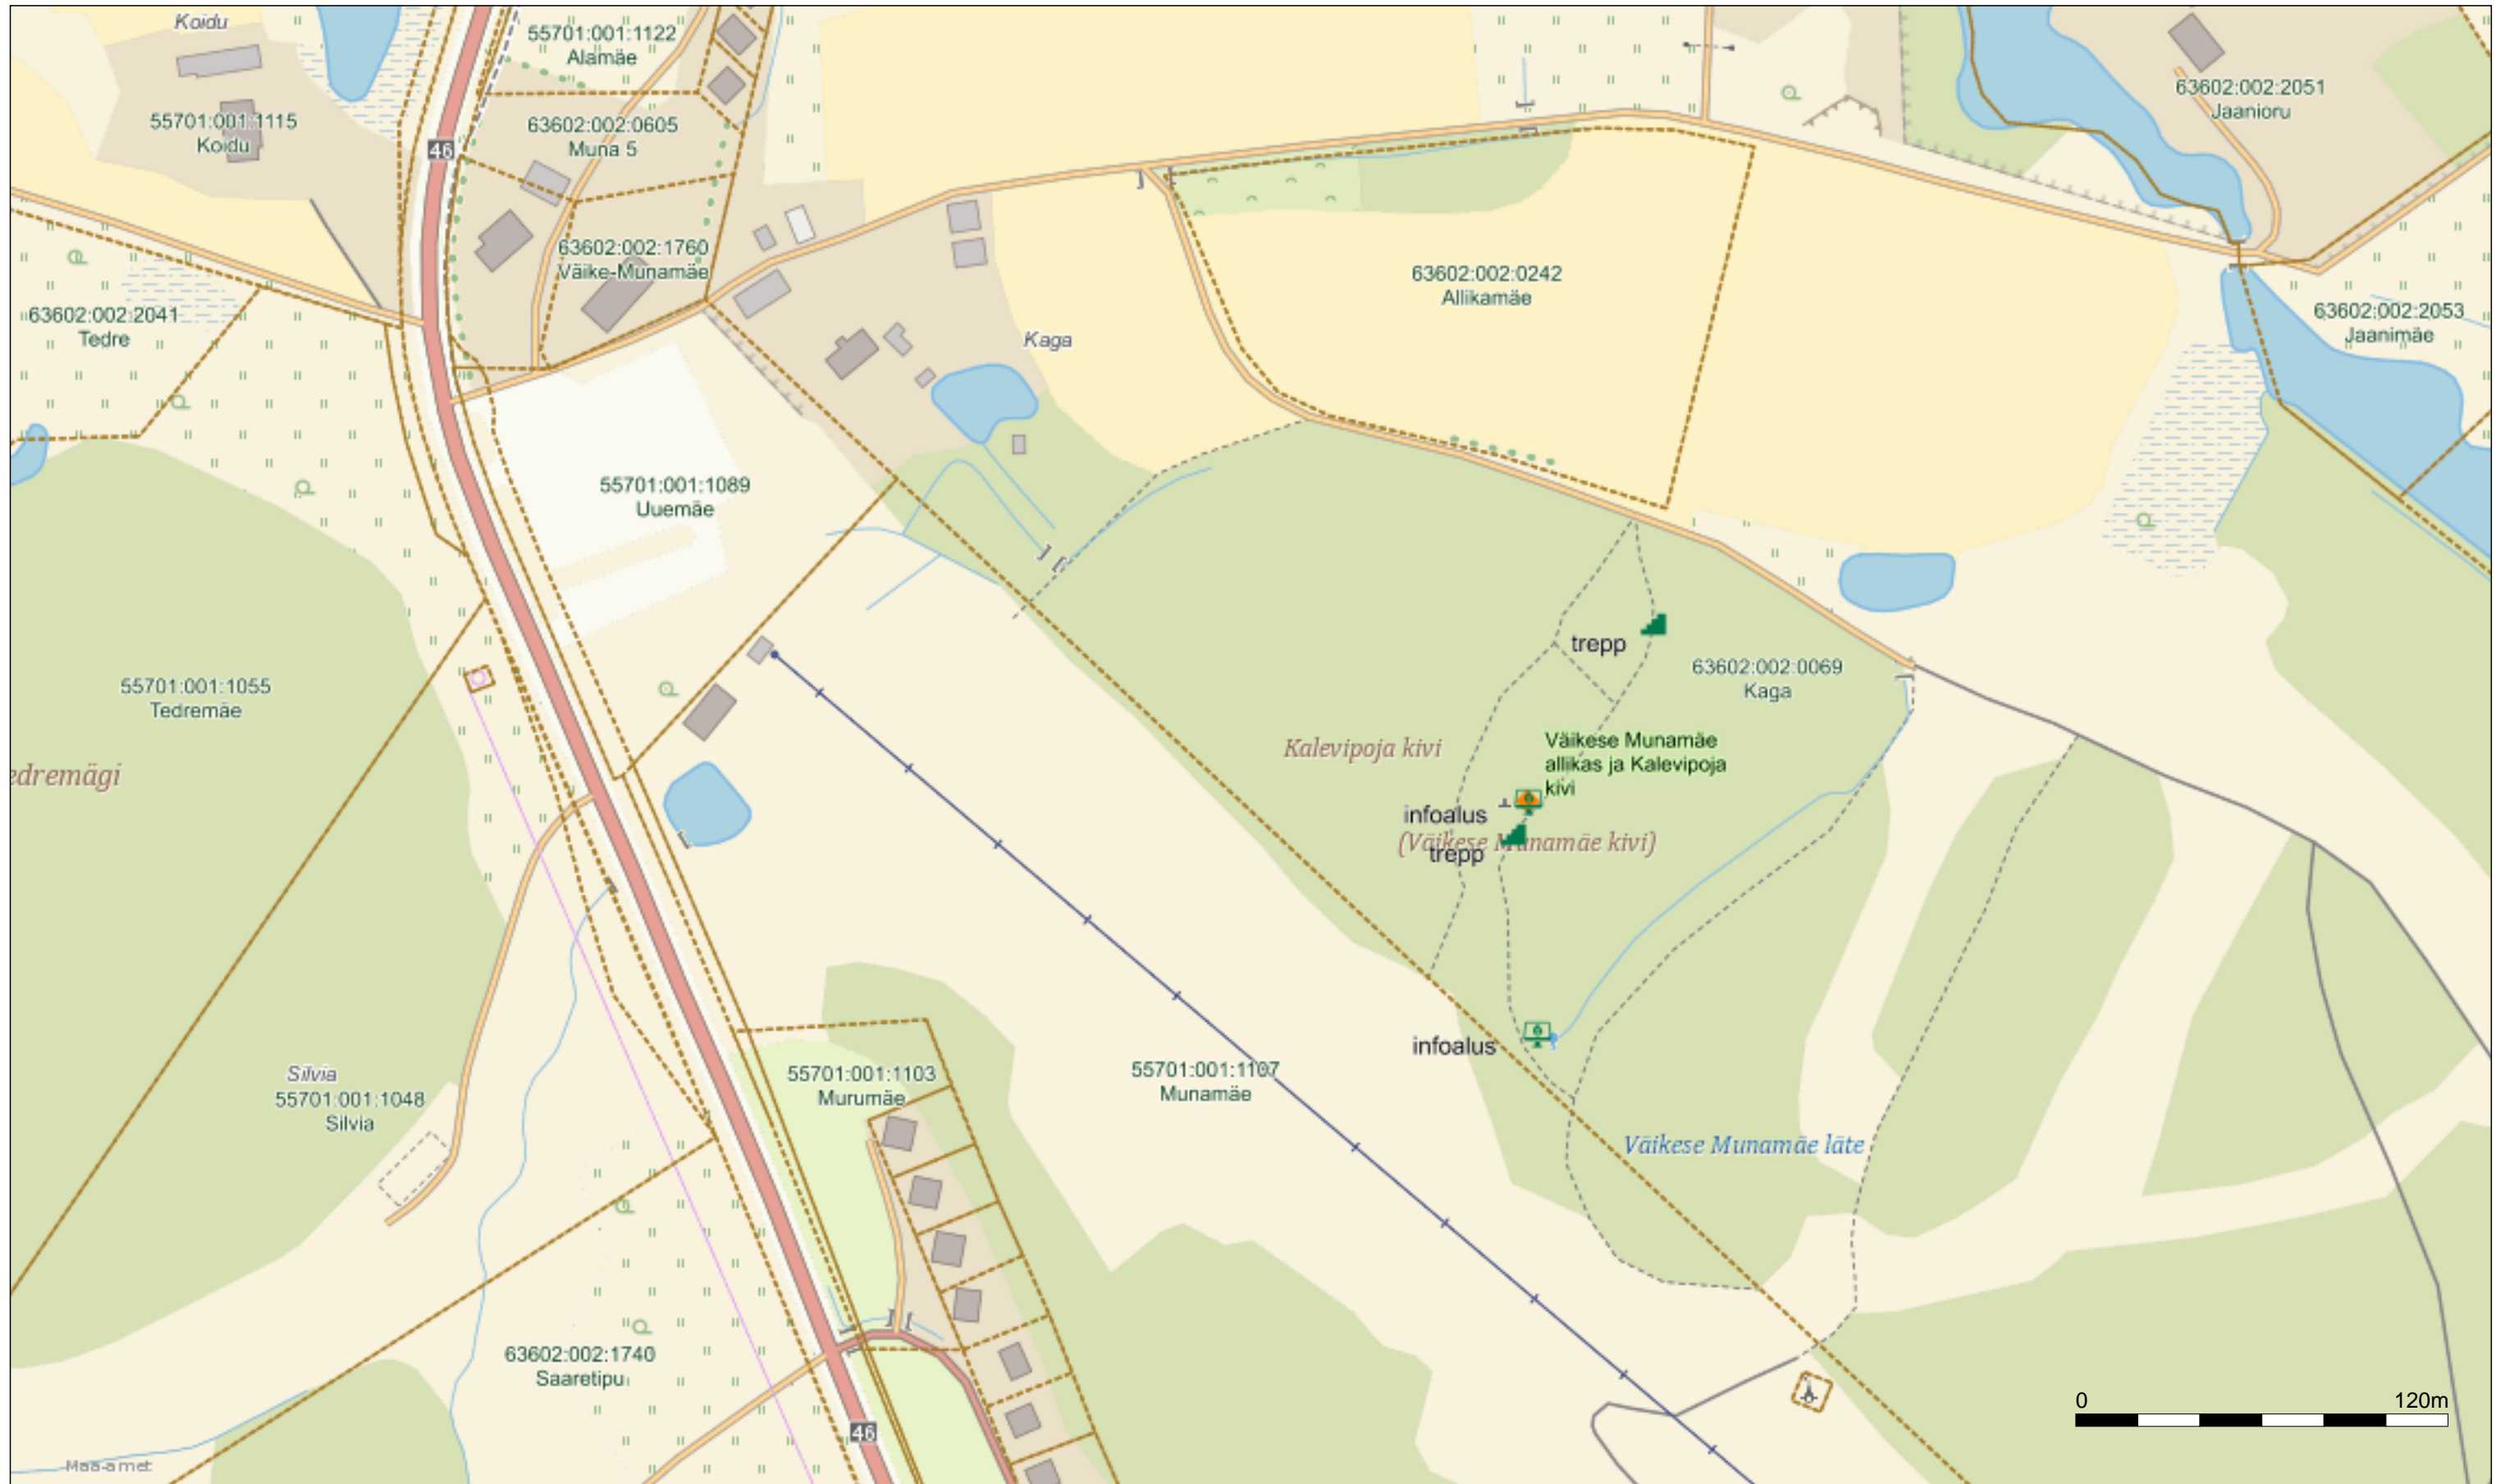 Koidu
55701:001:1122
Alamäe
55701:001:1115
Koidu
46
63602:002:0605
Muna 5
63602:002:2051
Jaanioru
63602:002:1760
Väike-Munamäe
63602:002:0242
Allikamäe
63602:002:2041
Tedre
Kaga
63602:002:2053
Jaanimäe
55701:001:1089
Uuemäe
trepp
63602:002:0069
Kaga
55701:001:1055
Tedremäe
edremägi
Kalevipoja kivi
Väikese Munamäe
allikas ja Kalevipoja
kivi
infoalus
(Väikese Munamäe kivi)
trepp
infoalus
Silvia
55701:001:1048
Silvia
55701:001:1103
Murumäe
55701:001:1107
Munamäe
Väikese Munamäe läte
63602:002:1740
Saaretipu
46
0 120m
Maa-amet